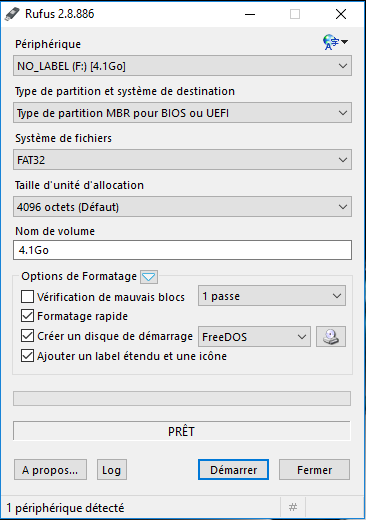 Rufus 2.8.886
Périphérique
NO_LABEL (F:) [4.1Go]
Type de partition et système de destination
Type de partition MBR pour BIOS ou UEFI
Système de fichiers
FAT32
Taille d'unité d'allocation
4096 octets (Défaut)
Nom de volume
4.1Go
Options de Formatage
Vérification de mauvais blocs 1 passe
Formatage rapide
Créer un disque de démarrage FreeDOS
Ajouter un label étendu et une icône
PRÊT
A propos... Log Démarrer Fermer
1 périphérique détecté #